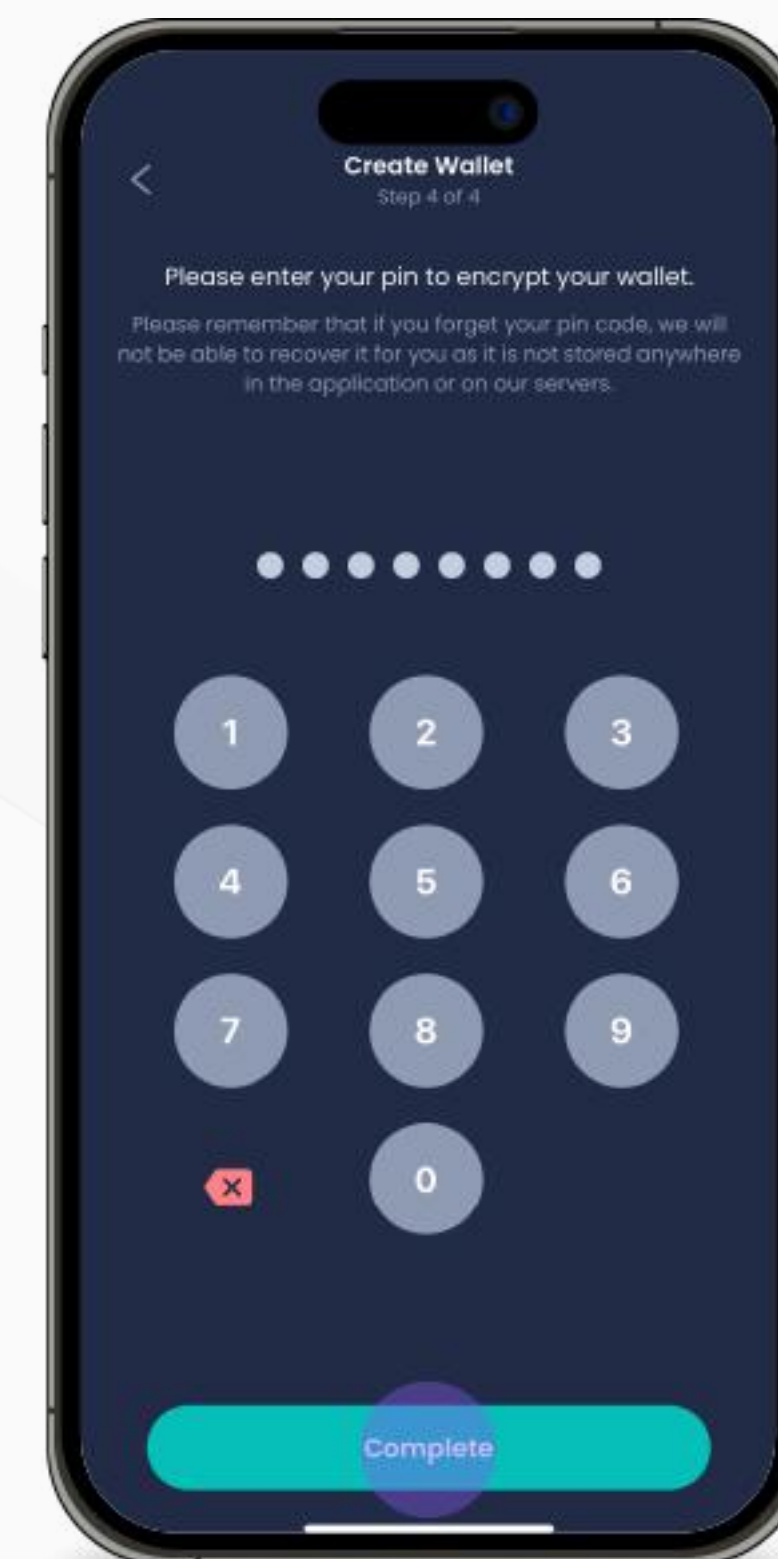 Create Wallet
Step 4 of 4
Please enter your pin to encrypt your wallet.
Please remember that if you forget your pin code, we will
not be able to recover it for you as it is not stored anywhere
in the application or on our servers.
1 2 3
4 5 6
7 8 9
0
Complete